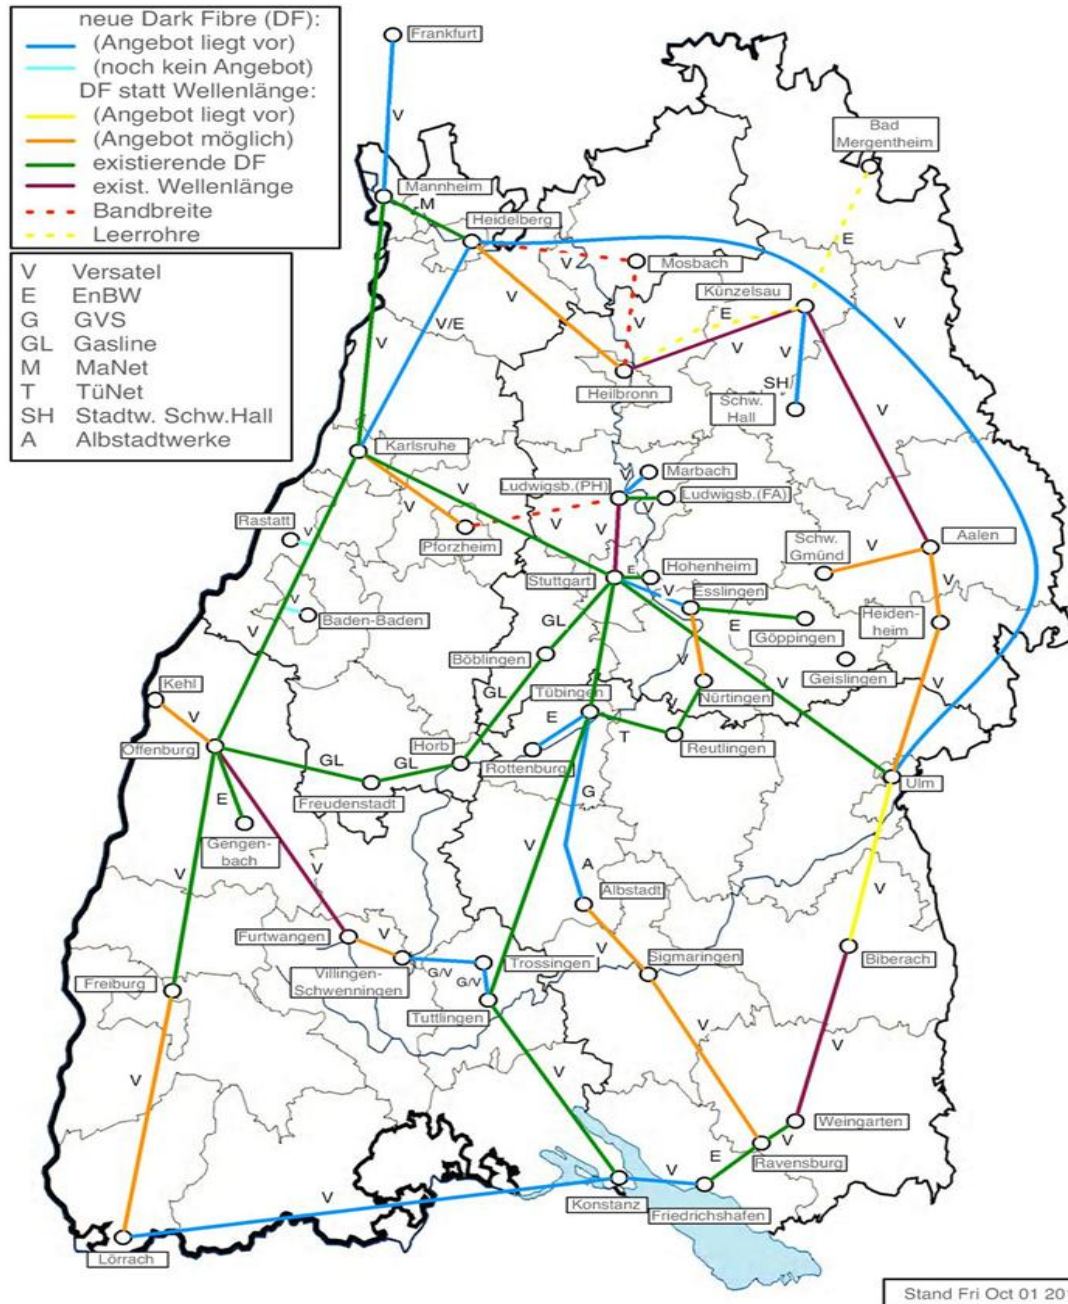 neue Dark Fibre (DF):
(Angebot liegt vor)
(noch kein Angebot)
DF statt Wellenlänge:
(Angebot liegt vor)
(Angebot möglich)
existierende DF
exist. Wellenlänge
Bandbreite
Leerrohre
V Versatel
E EnBW
G GVS
GL Gasline
M MaNet
T TüNet
SH Stadtw. Schw.Hall
A Albstadtwerke
Frankfurt
V
Bad
Mergentheim
Mannheim
M
Heidelberg
E
V
Mosbach
Künzelsau
V
V
E
V/E
V
V
V
V
Heilbronn
SH
Schw.
Hall
V
Karlsruhe
V
Marbach
V
Ludwigsb.(PH)
V
Ludwigsb.(FA)
Rastatt
V
V
V
V
Pforzheim
Schw.
Gmünd
V
Aalen
Stuttgart
E
Hohenheim
V
Esslingen
V
Baden-Baden
GL
E
Göppingen
Heiden-
heim
V
Böblingen
V
Geislingen
Kehl
GL
Tübingen
V
Nürtingen
V
V
E
Offenburg
Horb
T
Reutlingen
GL
GL
Rottenburg
Ulm
Freudenstadt
E
G
Gengen-
bach
V
V
A
V
V
Albstadt
Furtwangen
V
V
Villingen-
Schwenningen
G/V
Trossingen
Sigmaringen
Biberach
Freiburg
G/V
Tuttlingen
V
V
V
V
Weingarten
V
E
Ravensburg
V
V
Konstanz
Friedrichshafen
Lörrach
Stand Fri Oct 01